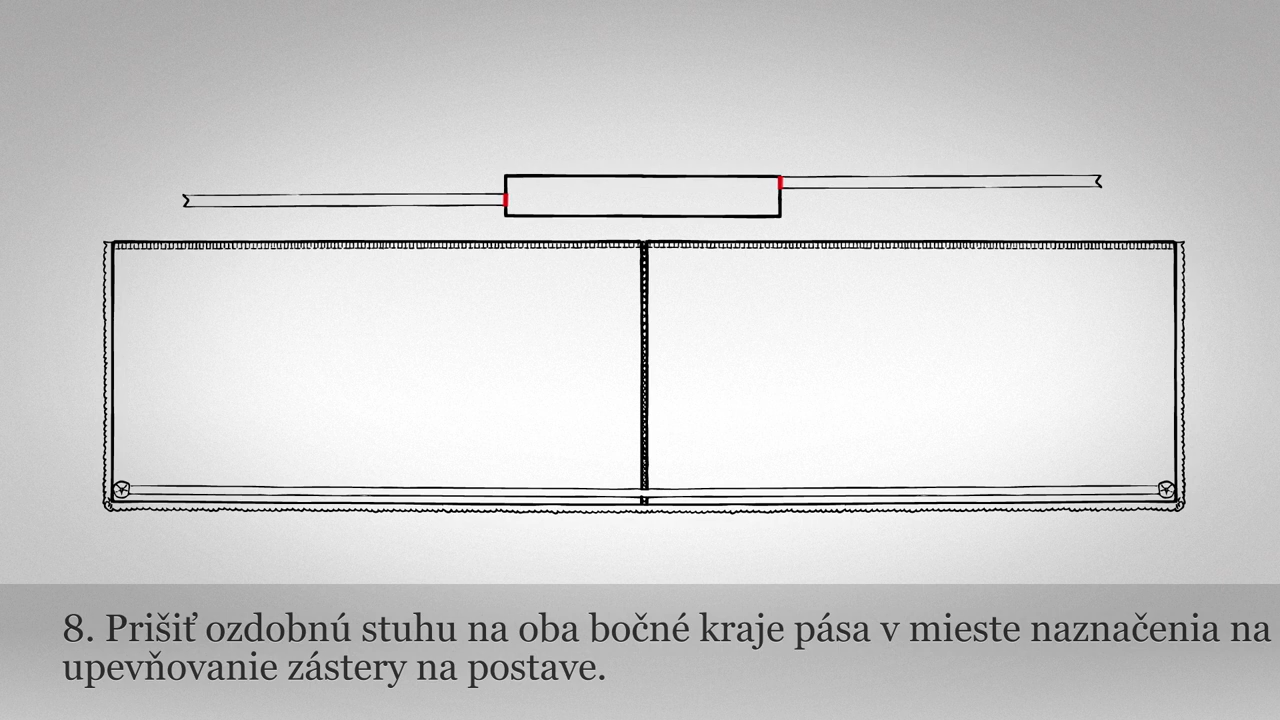 8. Prišiť ozdobnú stuhu na oba bočné kraje pása v mieste naznačenia na
upevňovanie zástery na postave.